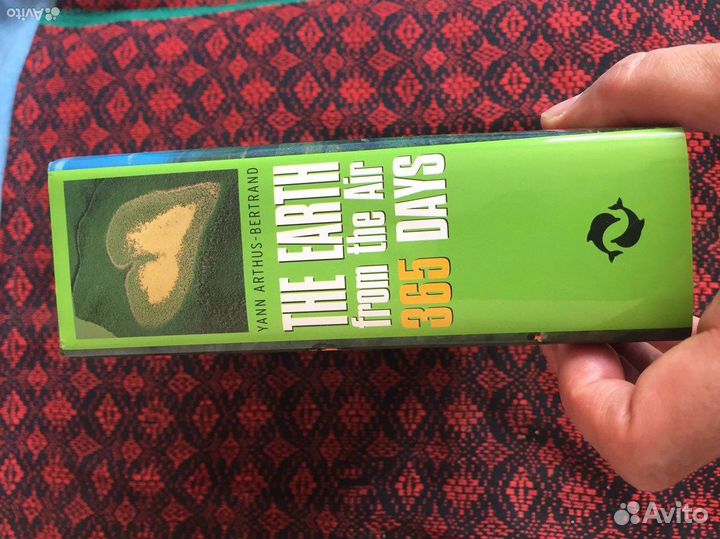 Avito
YANN ARTHUS-BERTRAND
THE EARTH
from the Air
365 DAYS
Avito